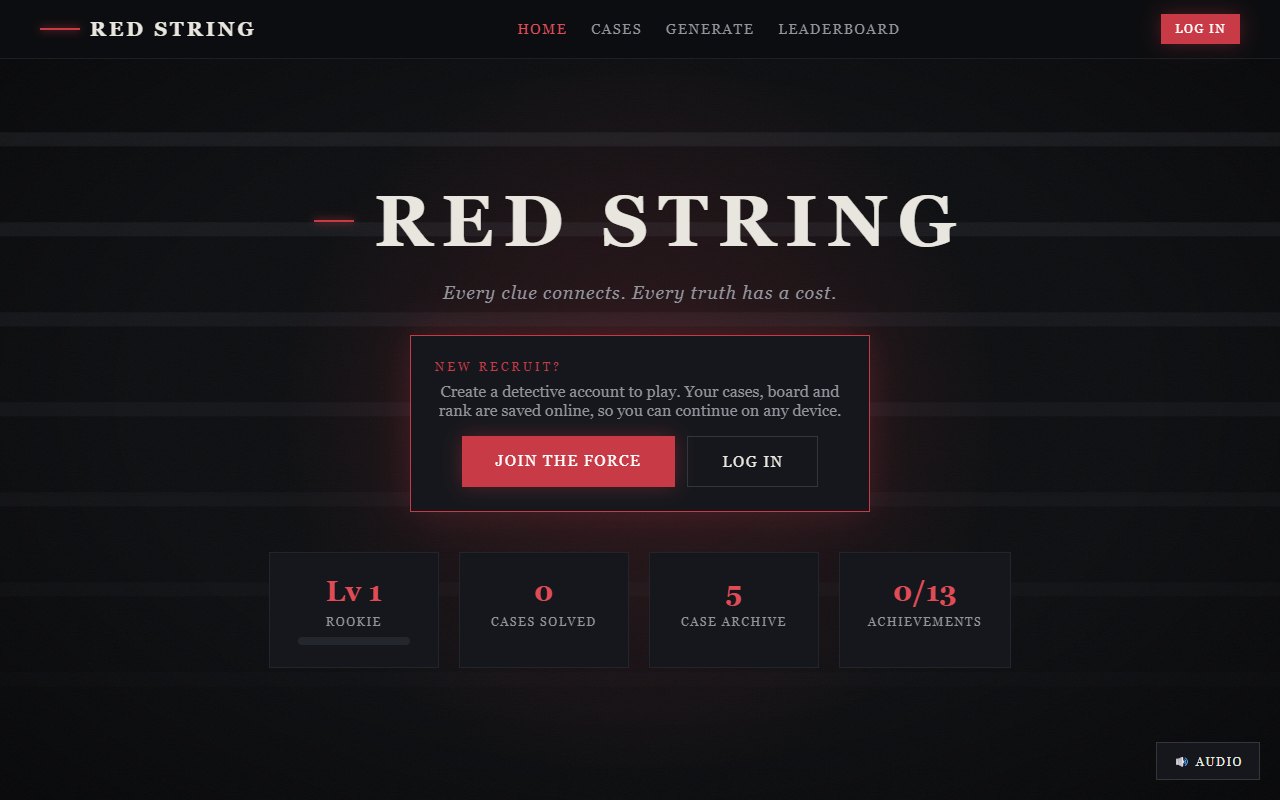 RED STRING
HOME CASES GENERATE LEADERBOARD
LOG IN
RED STRING
Every clue connects. Every truth has a cost.
NEW RECRUIT?
Create a detective account to play. Your cases, board and
rank are saved online, so you can continue on any device.
JOIN THE FORCE
LOG IN
Lv 1
ROOKIE
0
CASES SOLVED
5
CASE ARCHIVE
0/13
ACHIEVEMENTS
AUDIO